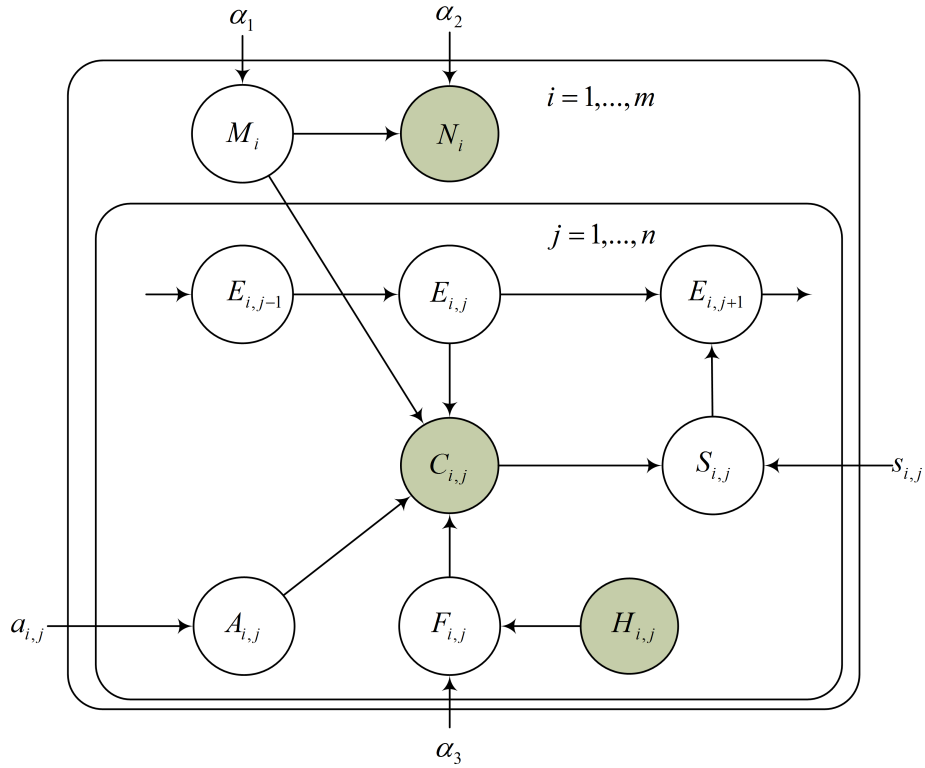 α₁ α₂
i = 1,...,m
M_i N_i
j = 1,...,n
E_{i,j−1} E_{i,j} E_{i,j+1}
C_{i,j} S_{i,j} s_{i,j}
a_{i,j} A_{i,j} F_{i,j} H_{i,j}
α₃